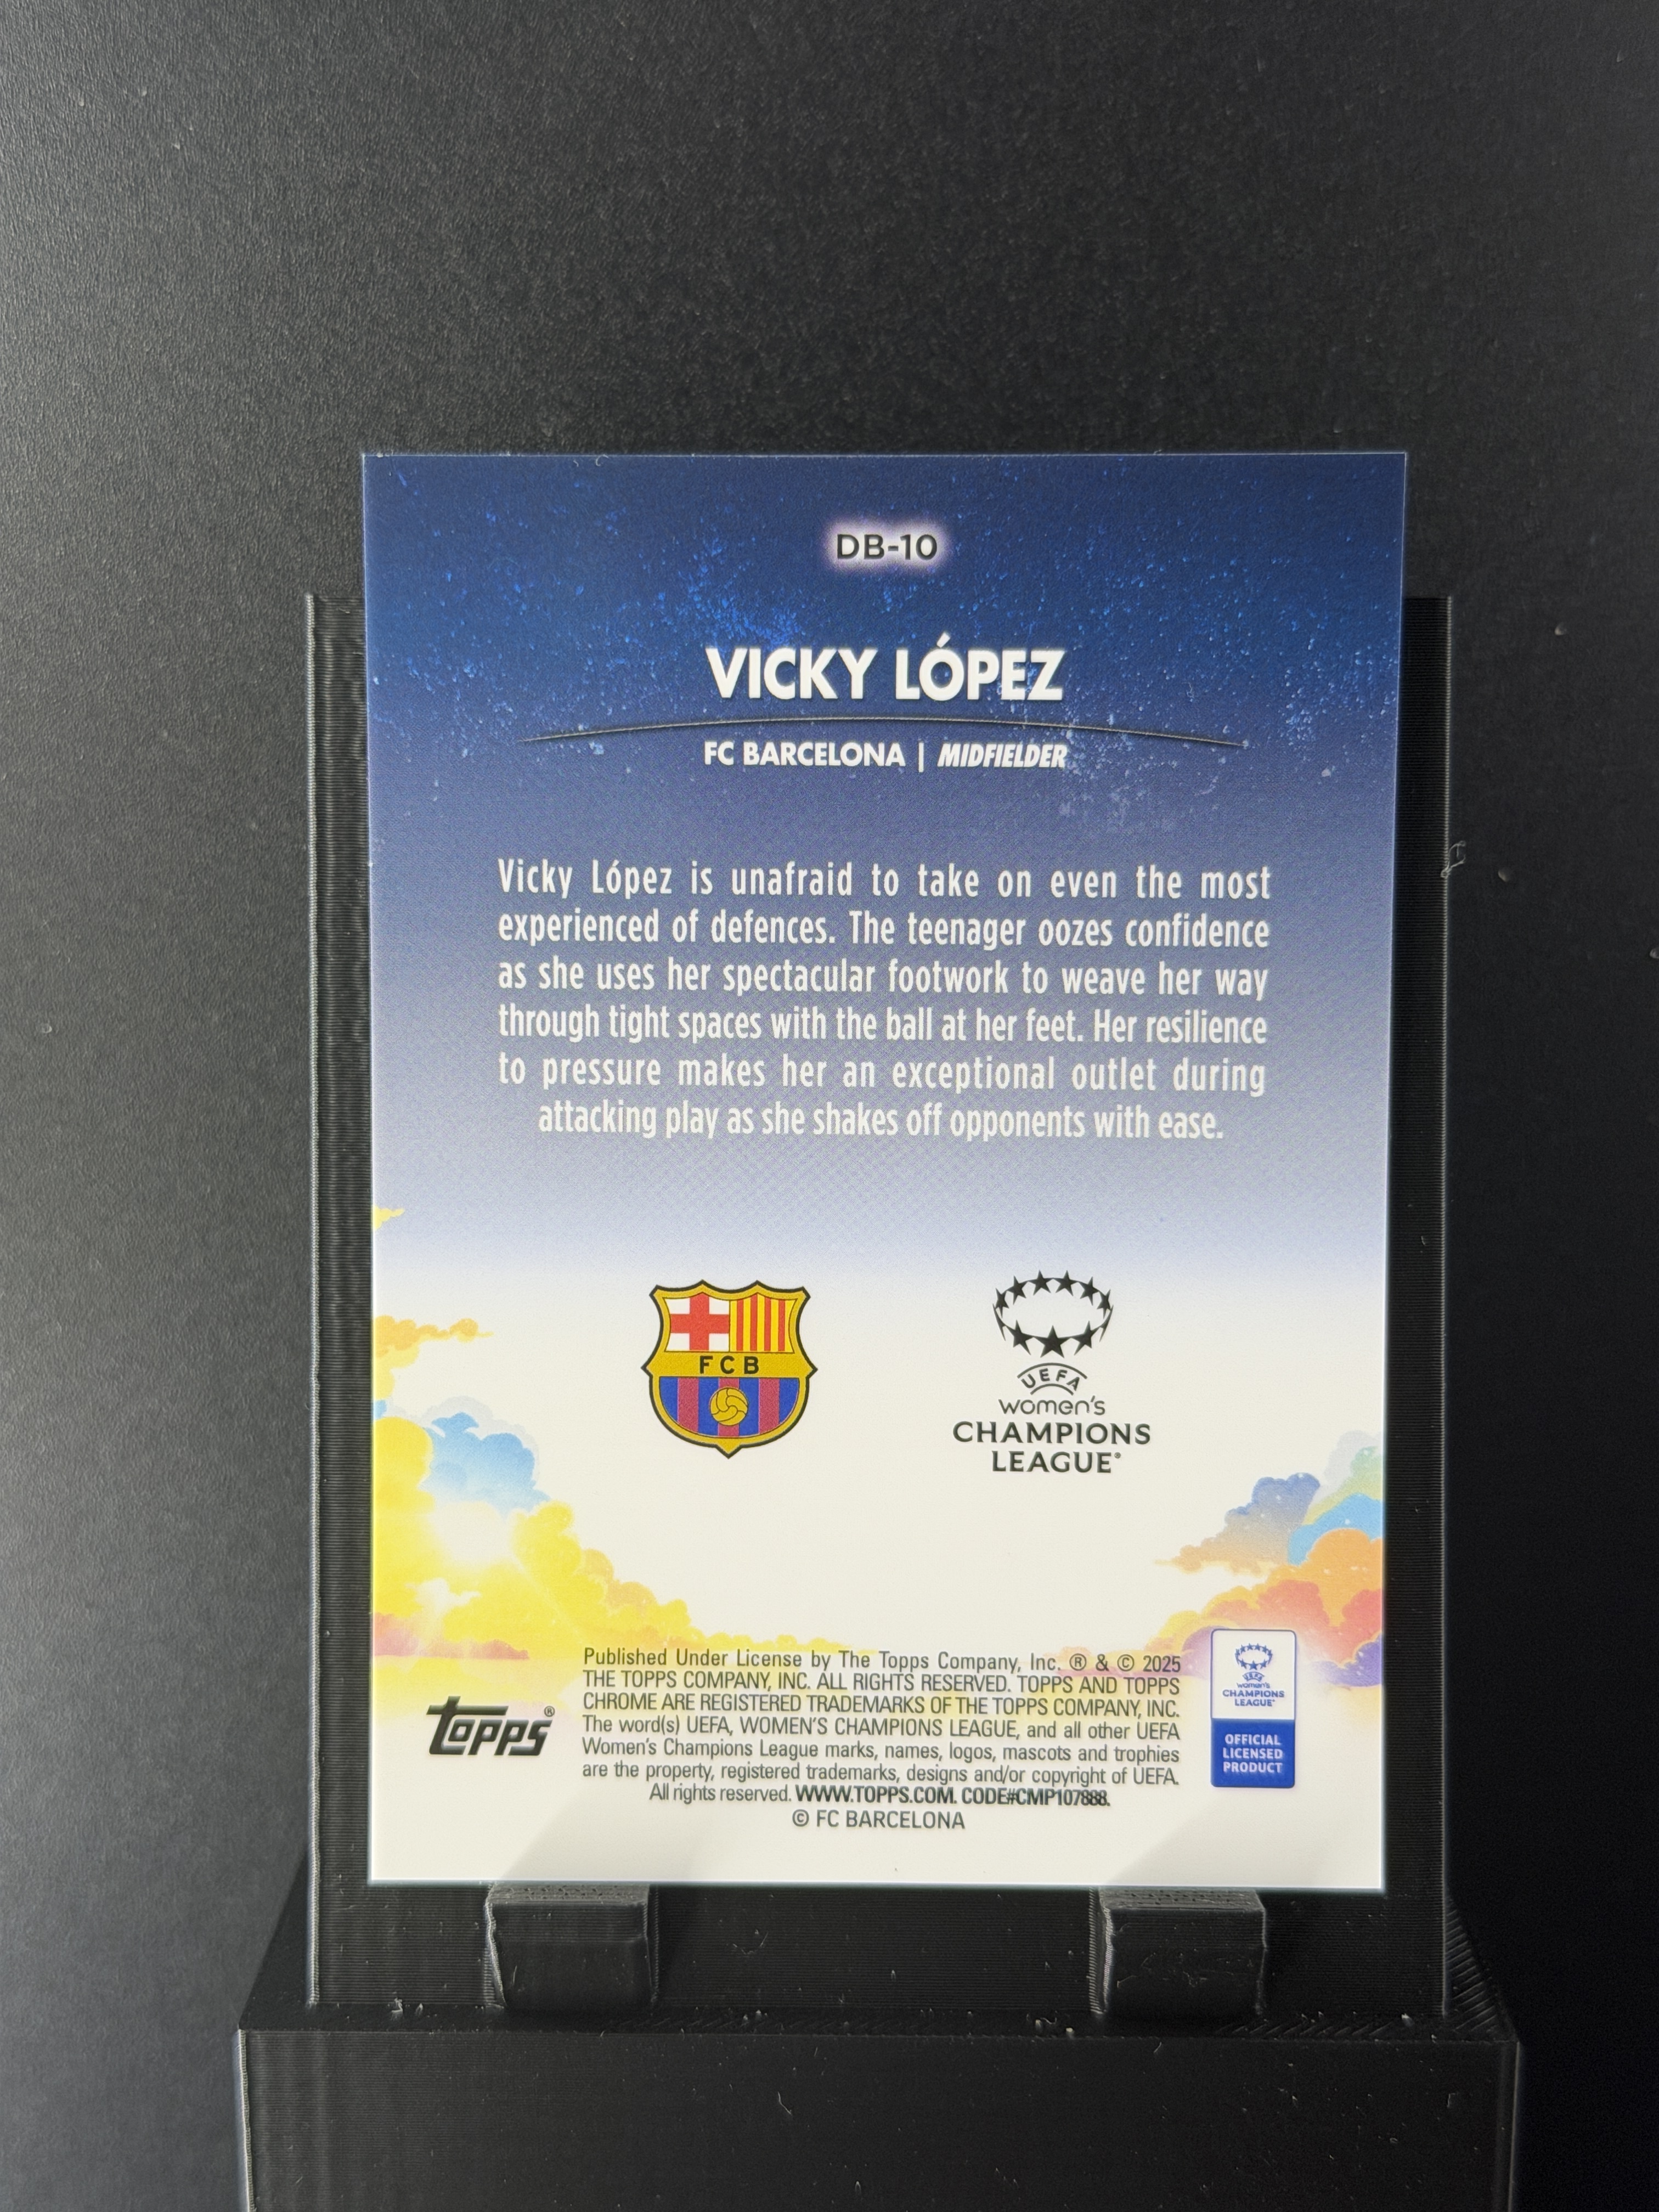 DB-10
VICKY LÓPEZ
FC BARCELONA | MIDFIELDER
Vicky López is unafraid to take on even the most
experienced of defences. The teenager oozes confidence
as she uses her spectacular footwork to weave her way
through tight spaces with the ball at her feet. Her resilience
to pressure makes her an exceptional outlet during
attacking play as she shakes off opponents with ease.
FCB
UEFA
women's
CHAMPIONS
LEAGUE®
topps®
Published Under License by The Topps Company, Inc. ® & © 2025
THE TOPPS COMPANY, INC. ALL RIGHTS RESERVED. TOPPS AND TOPPS
CHROME ARE REGISTERED TRADEMARKS OF THE TOPPS COMPANY, INC.
The word(s) UEFA, WOMEN'S CHAMPIONS LEAGUE, and all other UEFA
Women's Champions League marks, names, logos, mascots and trophies
are the property, registered trademarks, designs and/or copyright of UEFA.
All rights reserved. WWW.TOPPS.COM. CODE#CMP107888.
© FC BARCELONA
UEFA
women's
CHAMPIONS
LEAGUE®
OFFICIAL
LICENSED
PRODUCT